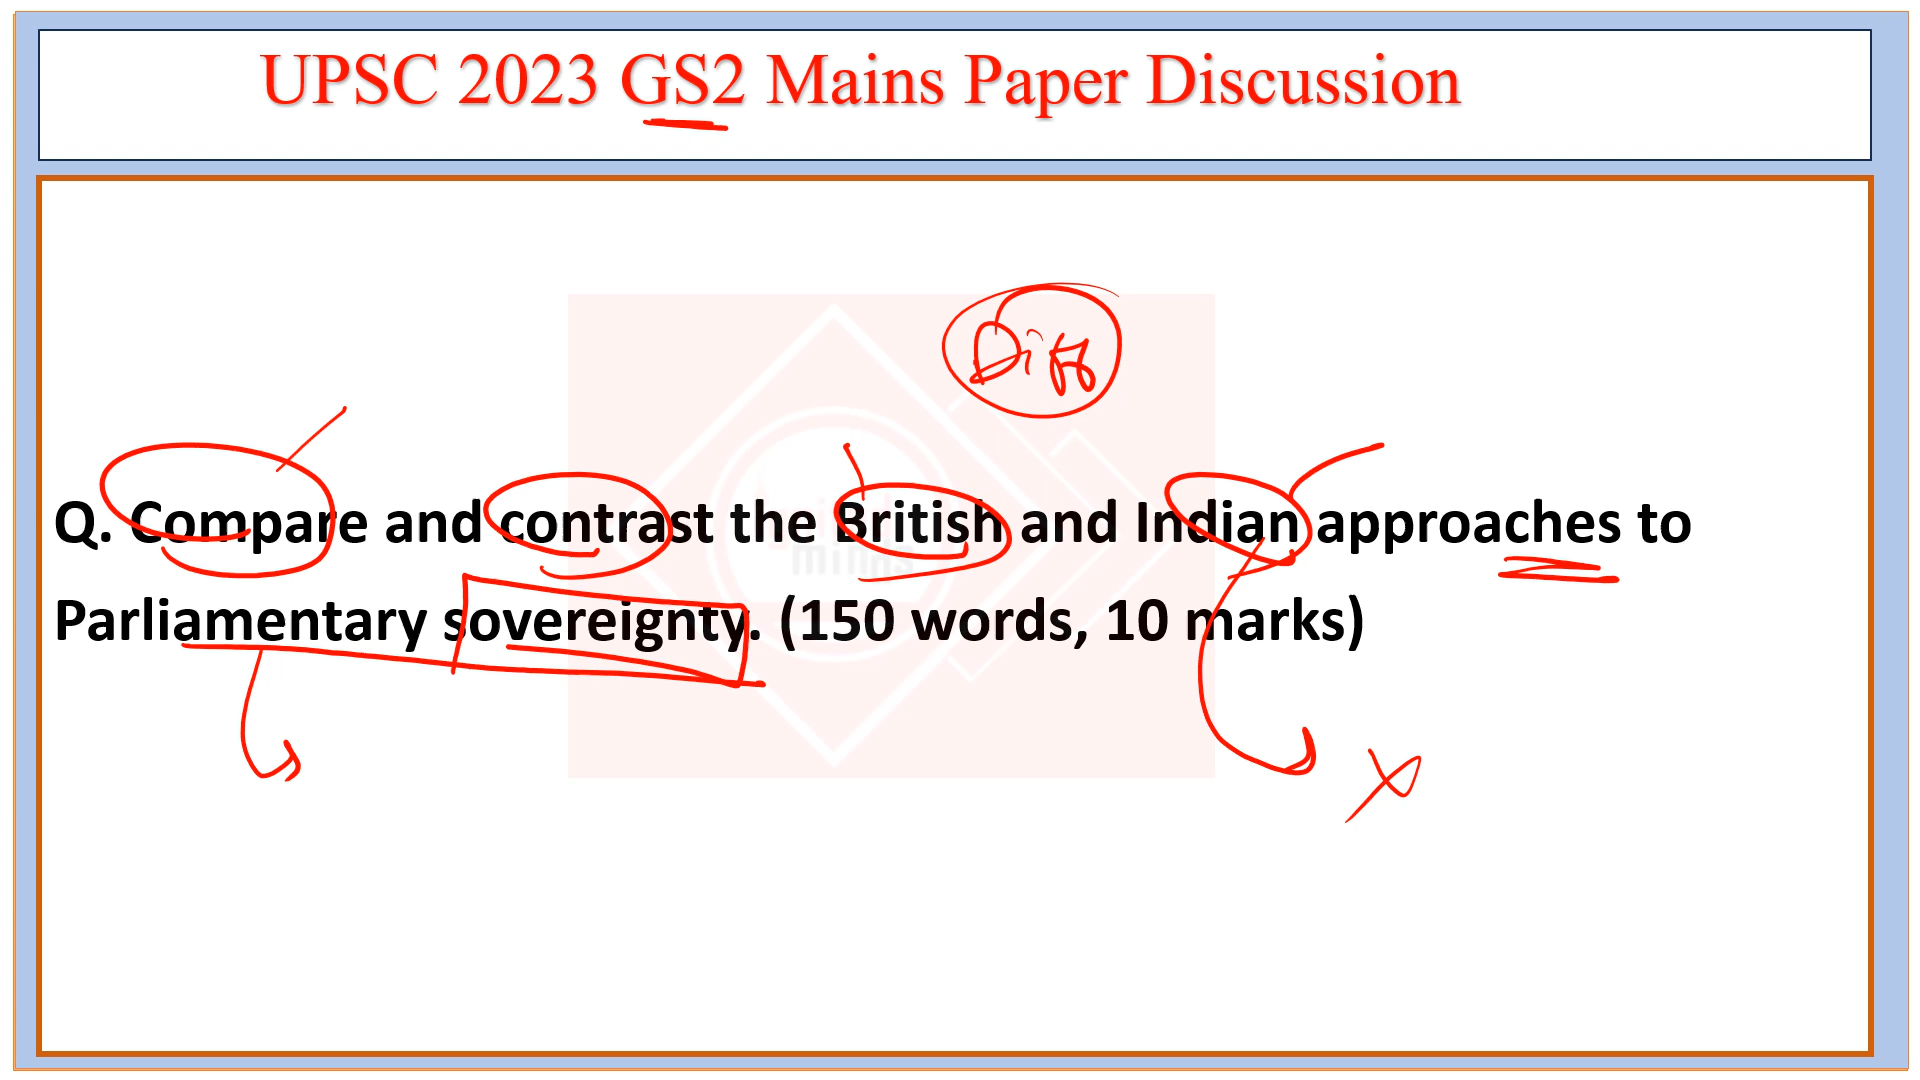 UPSC 2023 GS2 Mains Paper Discussion
Diff
Q. Compare and contrast the British and Indian approaches to
Parliamentary sovereignty. (150 words, 10 marks)
minds